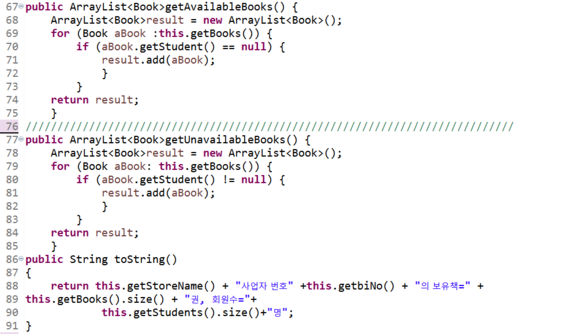 67 public ArrayList<Book>getAvailableBooks() {
68 ArrayList<Book>result = new ArrayList<Book>();
69 for (Book aBook :this.getBooks()) {
70 if (aBook.getStudent() == null) {
71 result.add(aBook);
72 }
73 }
74 return result;
75 }
76 /////////////////////////////////////////////////////////////////////////////
77 public ArrayList<Book>getUnavailableBooks() {
78 ArrayList<Book>result = new ArrayList<Book>();
79 for (Book aBook: this.getBooks()) {
80 if (aBook.getStudent() != null) {
81 result.add(aBook);
82 }
83 }
84 return result;
85 }
86 public String toString()
87 {
88 return this.getStoreName() + "사업자 번호" +this.getbiNo() + "의 보유책=" +
89 this.getBooks().size() + "권, 회원수="+
90 this.getStudents().size()+"명";
91 }